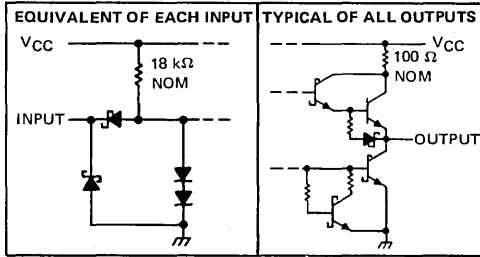 EQUIVALENT OF EACH INPUT
VCC
18 kΩ
NOM
INPUT
TYPICAL OF ALL OUTPUTS
VCC
100 Ω
NOM
OUTPUT